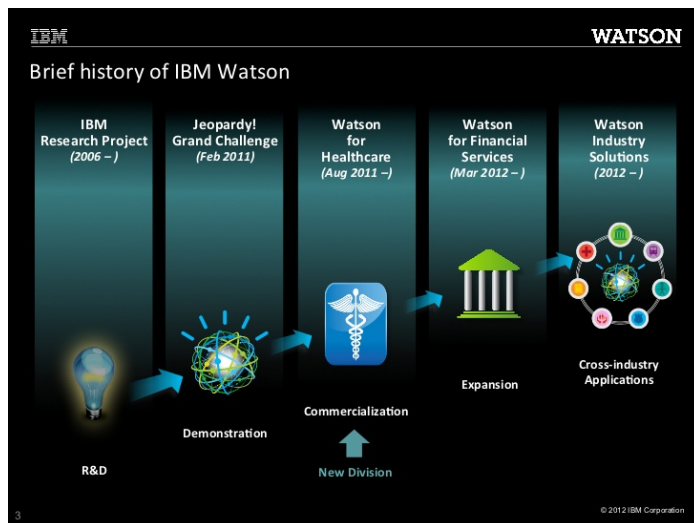 IBM
WATSON
Brief history of IBM Watson
IBM
Research Project
(2006 – )
Jeopardy!
Grand Challenge
(Feb 2011)
Watson
for
Healthcare
(Aug 2011 –)
Watson
for Financial
Services
(Mar 2012 – )
Watson
Industry
Solutions
(2012 – )
R&D
Demonstration
Commercialization
New Division
Expansion
Cross-industry
Applications
3
© 2012 IBM Corporation